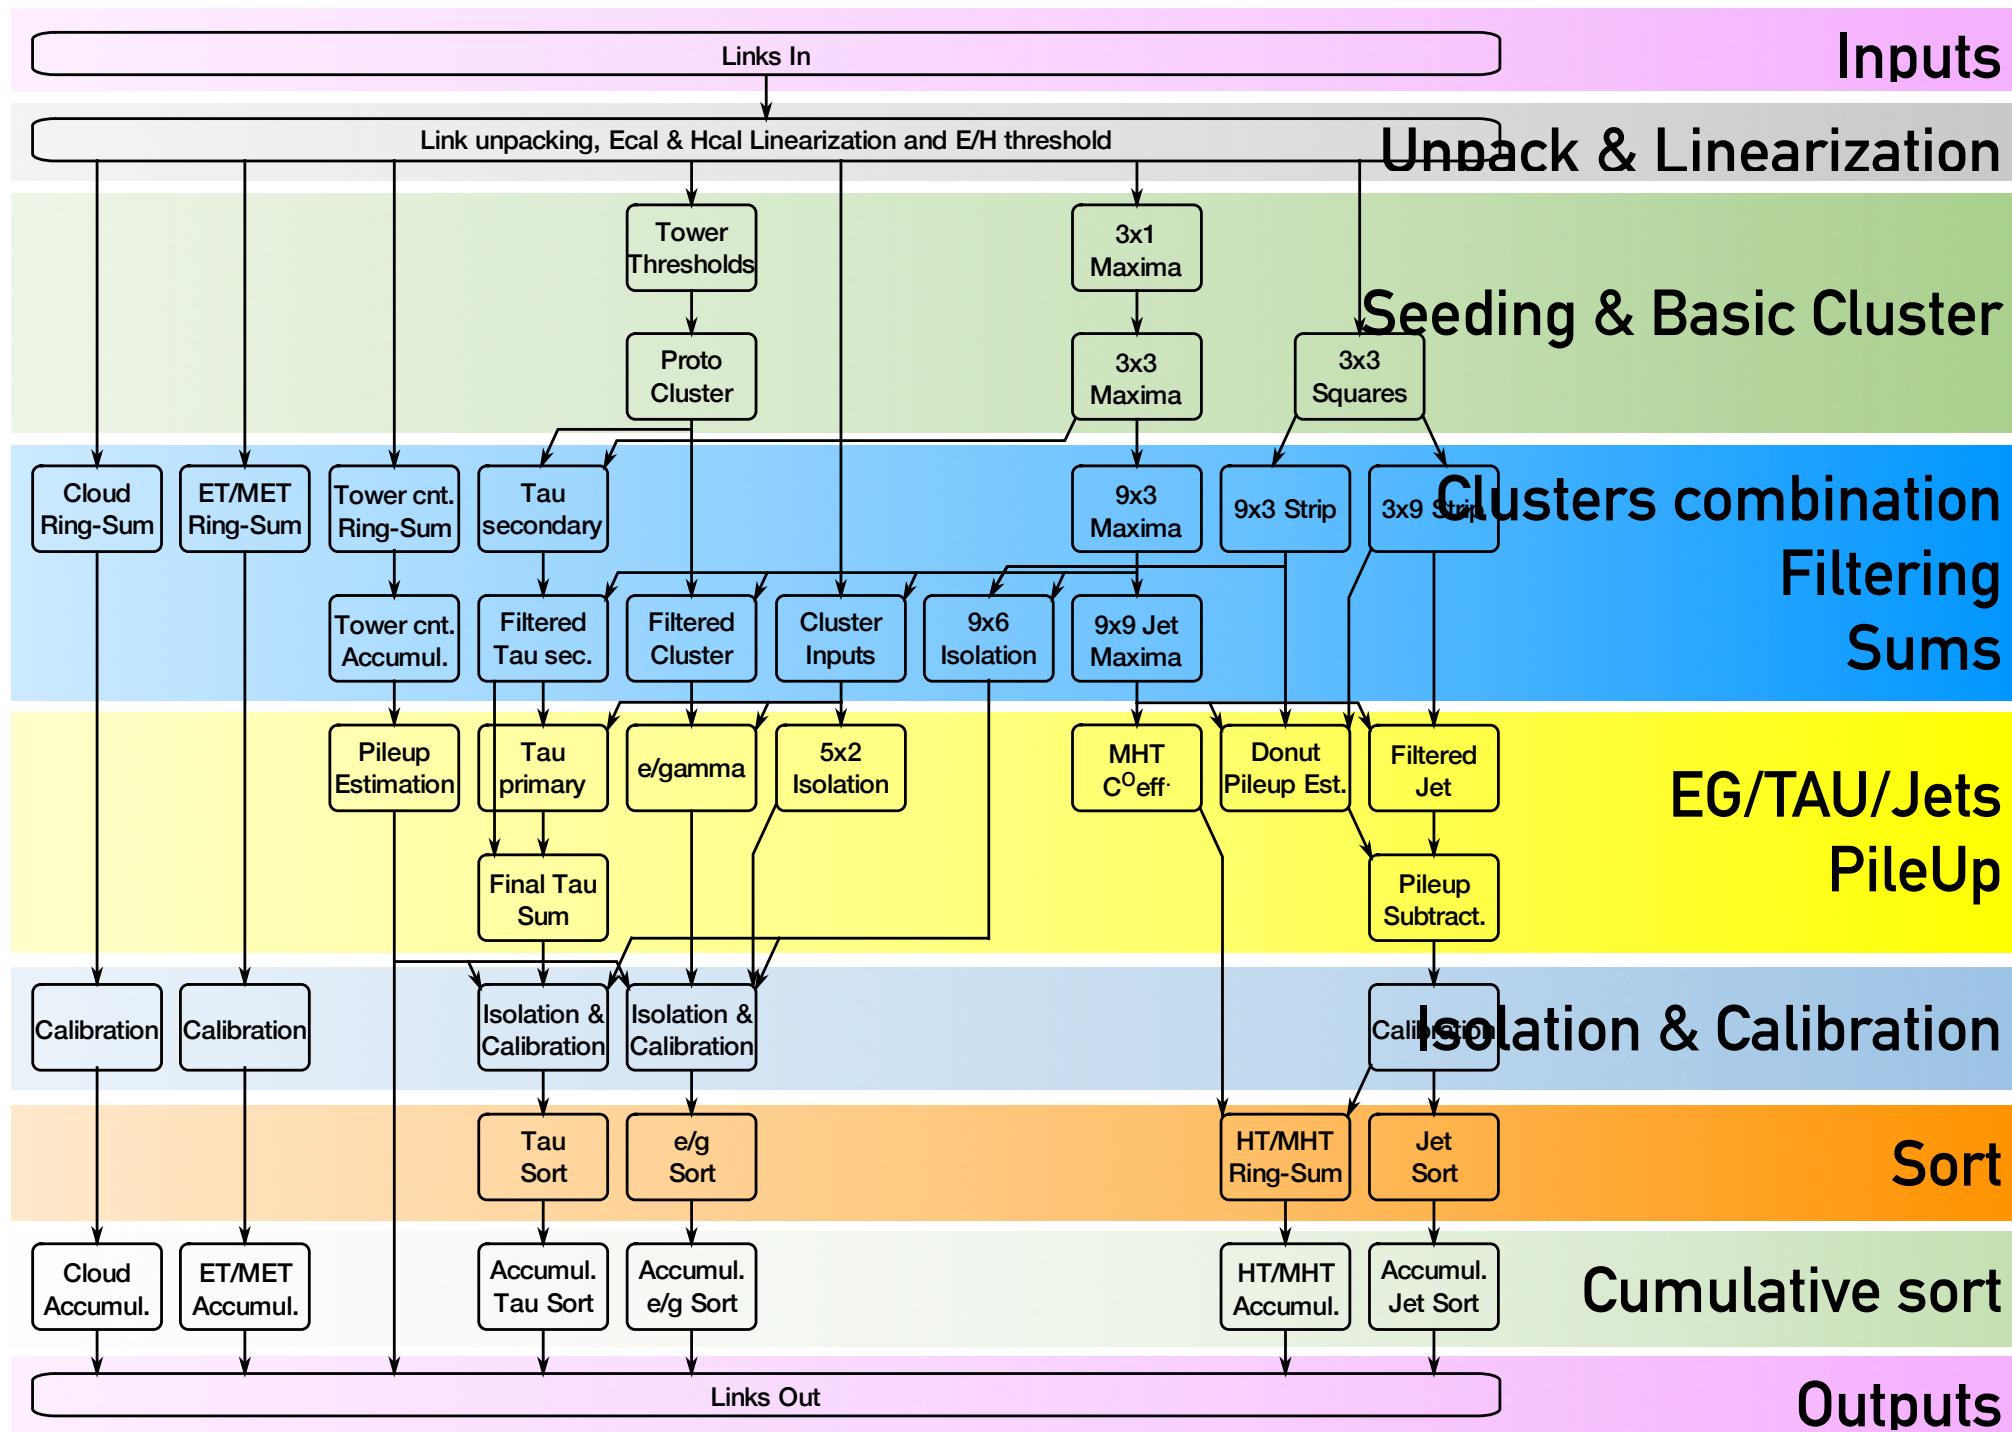 Links In
Inputs
Link unpacking, Ecal & Hcal Linearization and E/H threshold
Unpack & Linearization
Tower
Thresholds
3x1
Maxima
Seeding & Basic Cluster
Proto
Cluster
3x3
Maxima
3x3
Squares
Cloud
Ring-Sum
ET/MET
Ring-Sum
Tower cnt.
Ring-Sum
Tau
secondary
9x3
Maxima
9x3 Strip
3x9 Strip
Clusters combination
Filtering
Sums
Tower cnt.
Accumul.
Filtered
Tau sec.
Filtered
Cluster
Cluster
Inputs
9x6
Isolation
9x9 Jet
Maxima
Pileup
Estimation
Tau
primary
e/gamma
5x2
Isolation
MHT
COeff.
Donut
Pileup Est.
Filtered
Jet
EG/TAU/Jets
PileUp
Final Tau
Sum
Pileup
Subtract.
Calibration
Calibration
Isolation &
Calibration
Isolation &
Calibration
Calibration
Isolation & Calibration
Tau
Sort
e/g
Sort
HT/MHT
Ring-Sum
Jet
Sort
Sort
Cloud
Accumul.
ET/MET
Accumul.
Accumul.
Tau Sort
Accumul.
e/g Sort
HT/MHT
Accumul.
Accumul.
Jet Sort
Cumulative sort
Links Out
Outputs